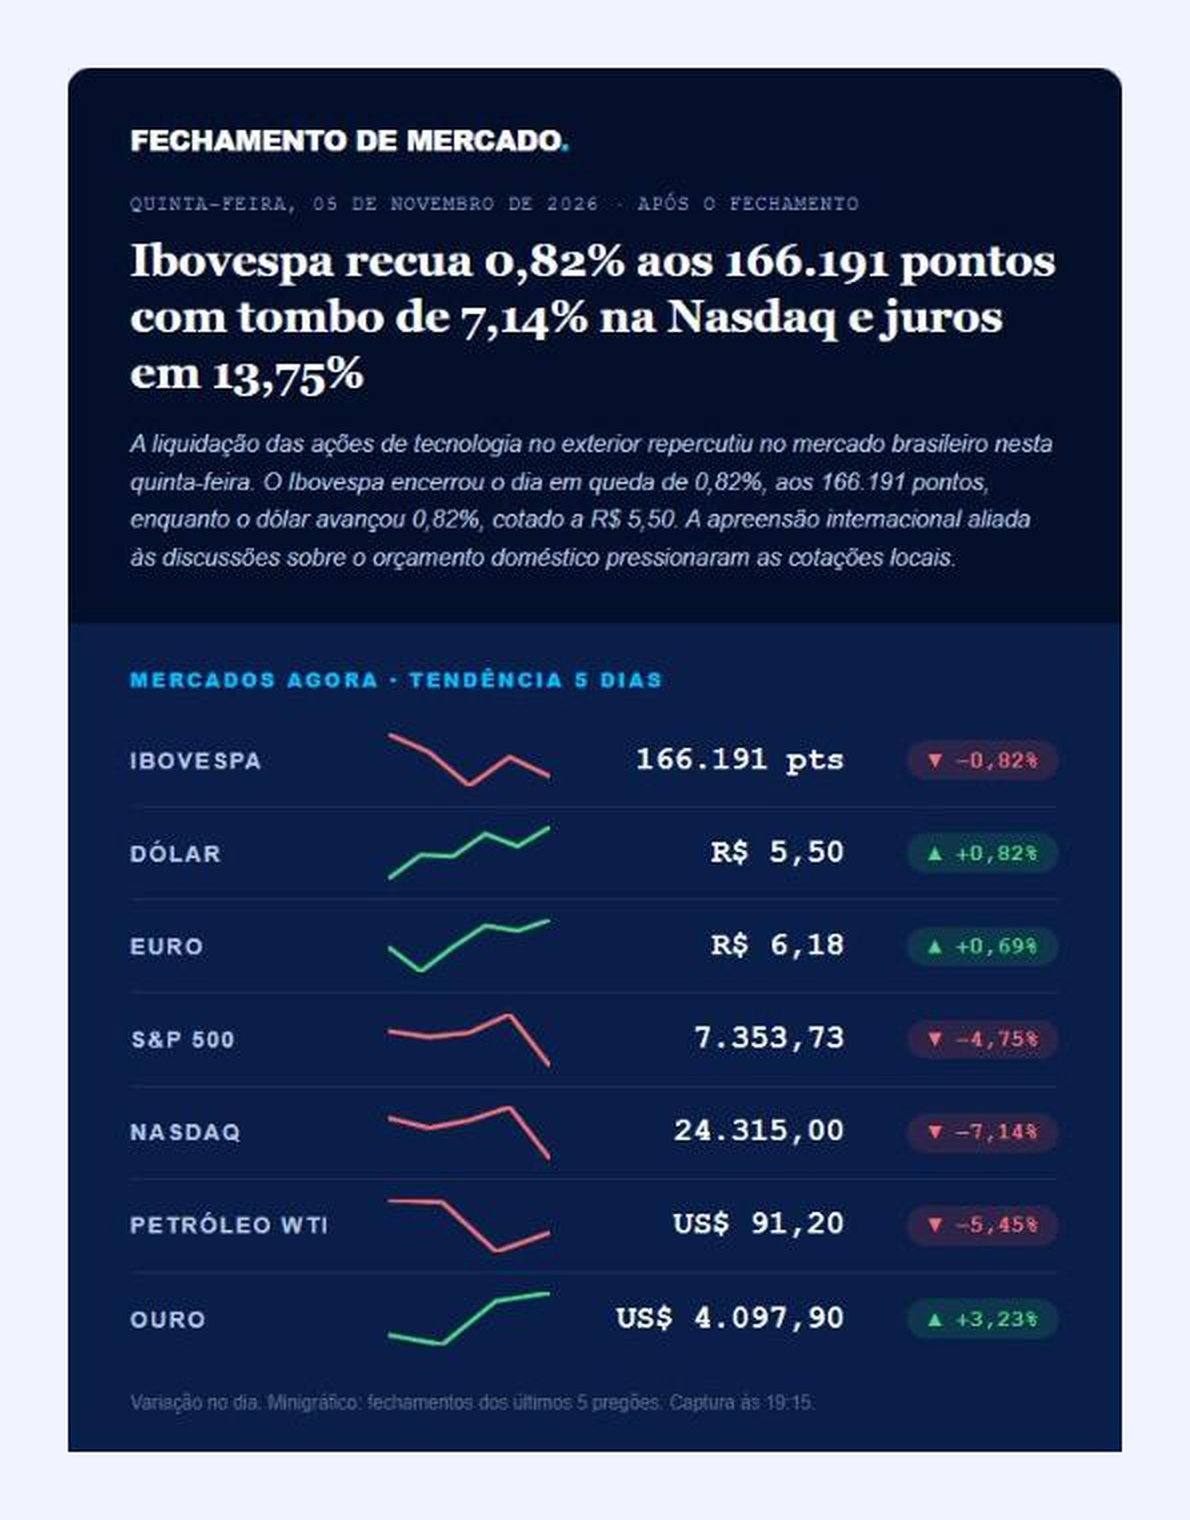 FECHAMENTO DE MERCADO.
QUINTA-FEIRA, 05 DE NOVEMBRO DE 2026 · APÓS O FECHAMENTO
Ibovespa recua 0,82% aos 166.191 pontos
com tombo de 7,14% na Nasdaq e juros
em 13,75%
A liquidação das ações de tecnologia no exterior repercutiu no mercado brasileiro nesta
quinta-feira. O Ibovespa encerrou o dia em queda de 0,82%, aos 166.191 pontos,
enquanto o dólar avançou 0,82%, cotado a R$ 5,50. A apreensão internacional aliada
às discussões sobre o orçamento doméstico pressionaram as cotações locais.
MERCADOS AGORA · TENDÊNCIA 5 DIAS
IBOVESPA 166.191 pts ▼ −0,82%
DÓLAR R$ 5,50 ▲ +0,82%
EURO R$ 6,18 ▲ +0,69%
S&P 500 7.353,73 ▼ −4,75%
NASDAQ 24.315,00 ▼ −7,14%
PETRÓLEO WTI US$ 91,20 ▼ −5,45%
OURO US$ 4.097,90 ▲ +3,23%
Variação no dia. Minigráfico: fechamentos dos últimos 5 pregões. Captura às 19:15.